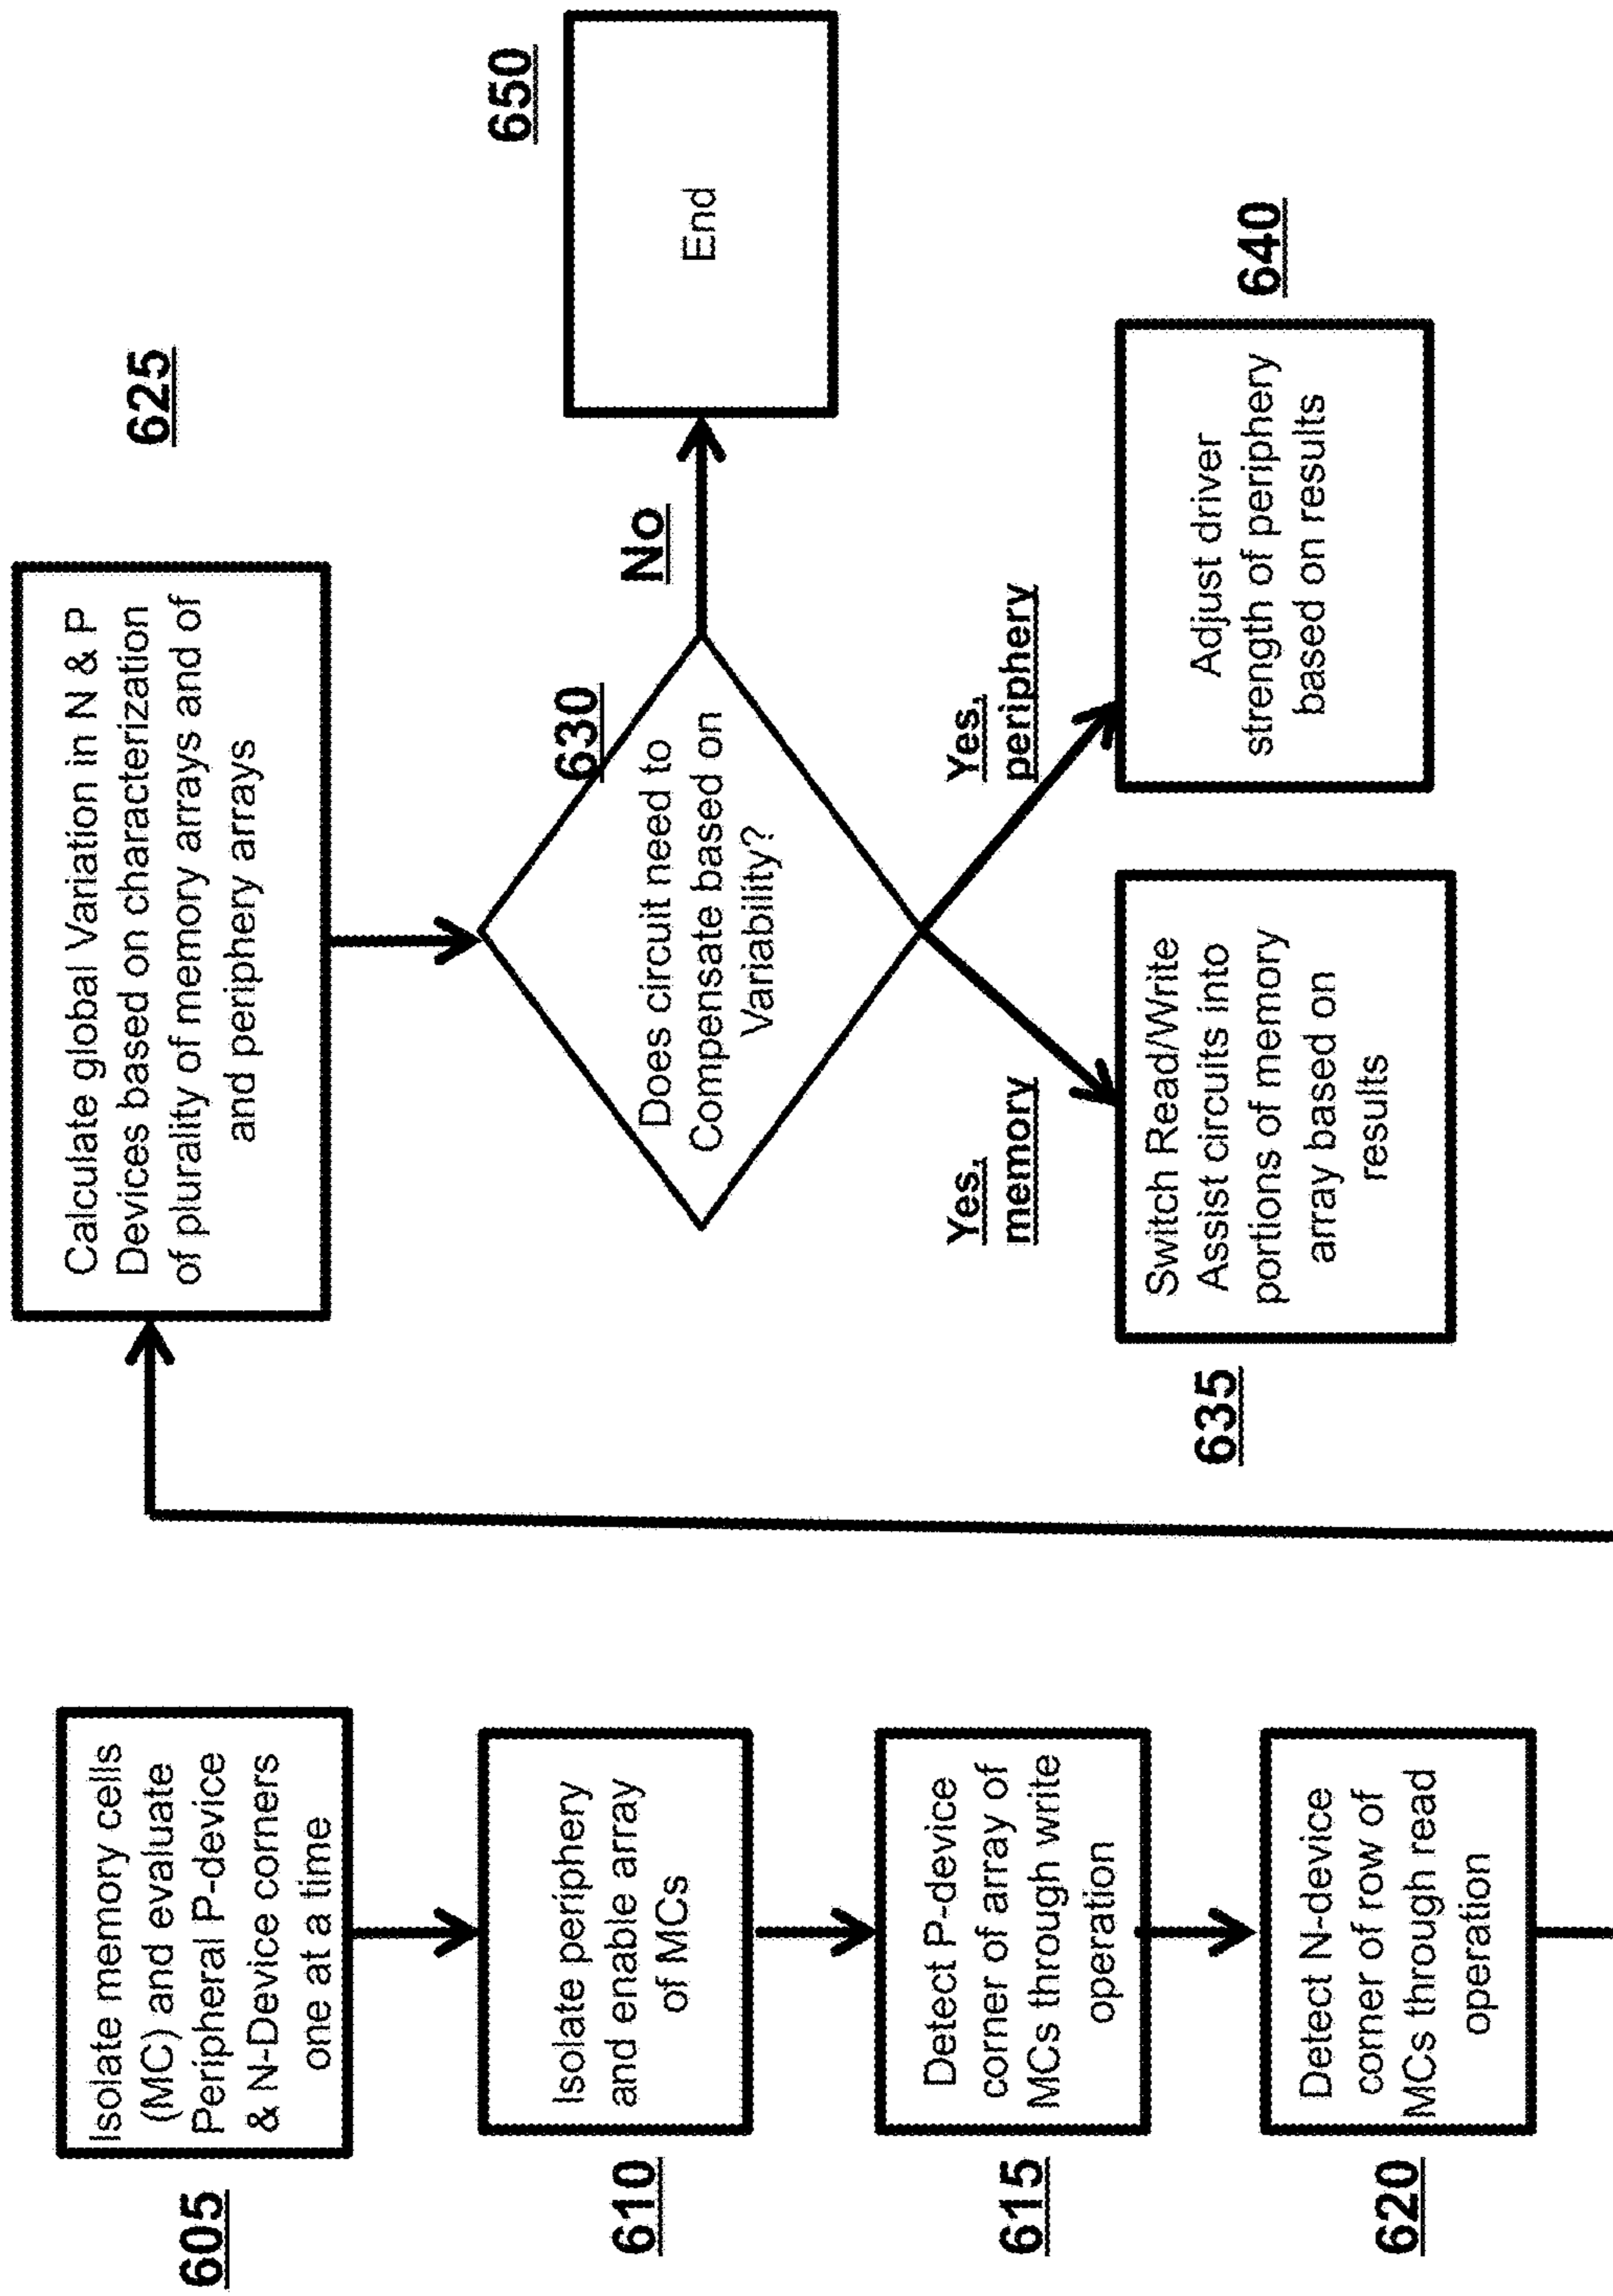 605
Isolate memory cells
(MC) and evaluate
Peripheral P-device
& N-Device corners
one at a time
610
Isolate periphery
and enable array
of MCs
615
Detect P-device
corner of array of
MCs through write
operation
620
Detect N-device
corner of row of
MCs through read
operation
625
Calculate global Variation in N & P
Devices based on characterization
of plurality of memory arrays and of
and periphery arrays
630
Does circuit need to
Compensate based on
Variability?
No
650
End
Yes,
memory
Yes,
periphery
635
Switch Read/Write
Assist circuits into
portions of memory
array based on
results
640
Adjust driver
strength of periphery
based on results